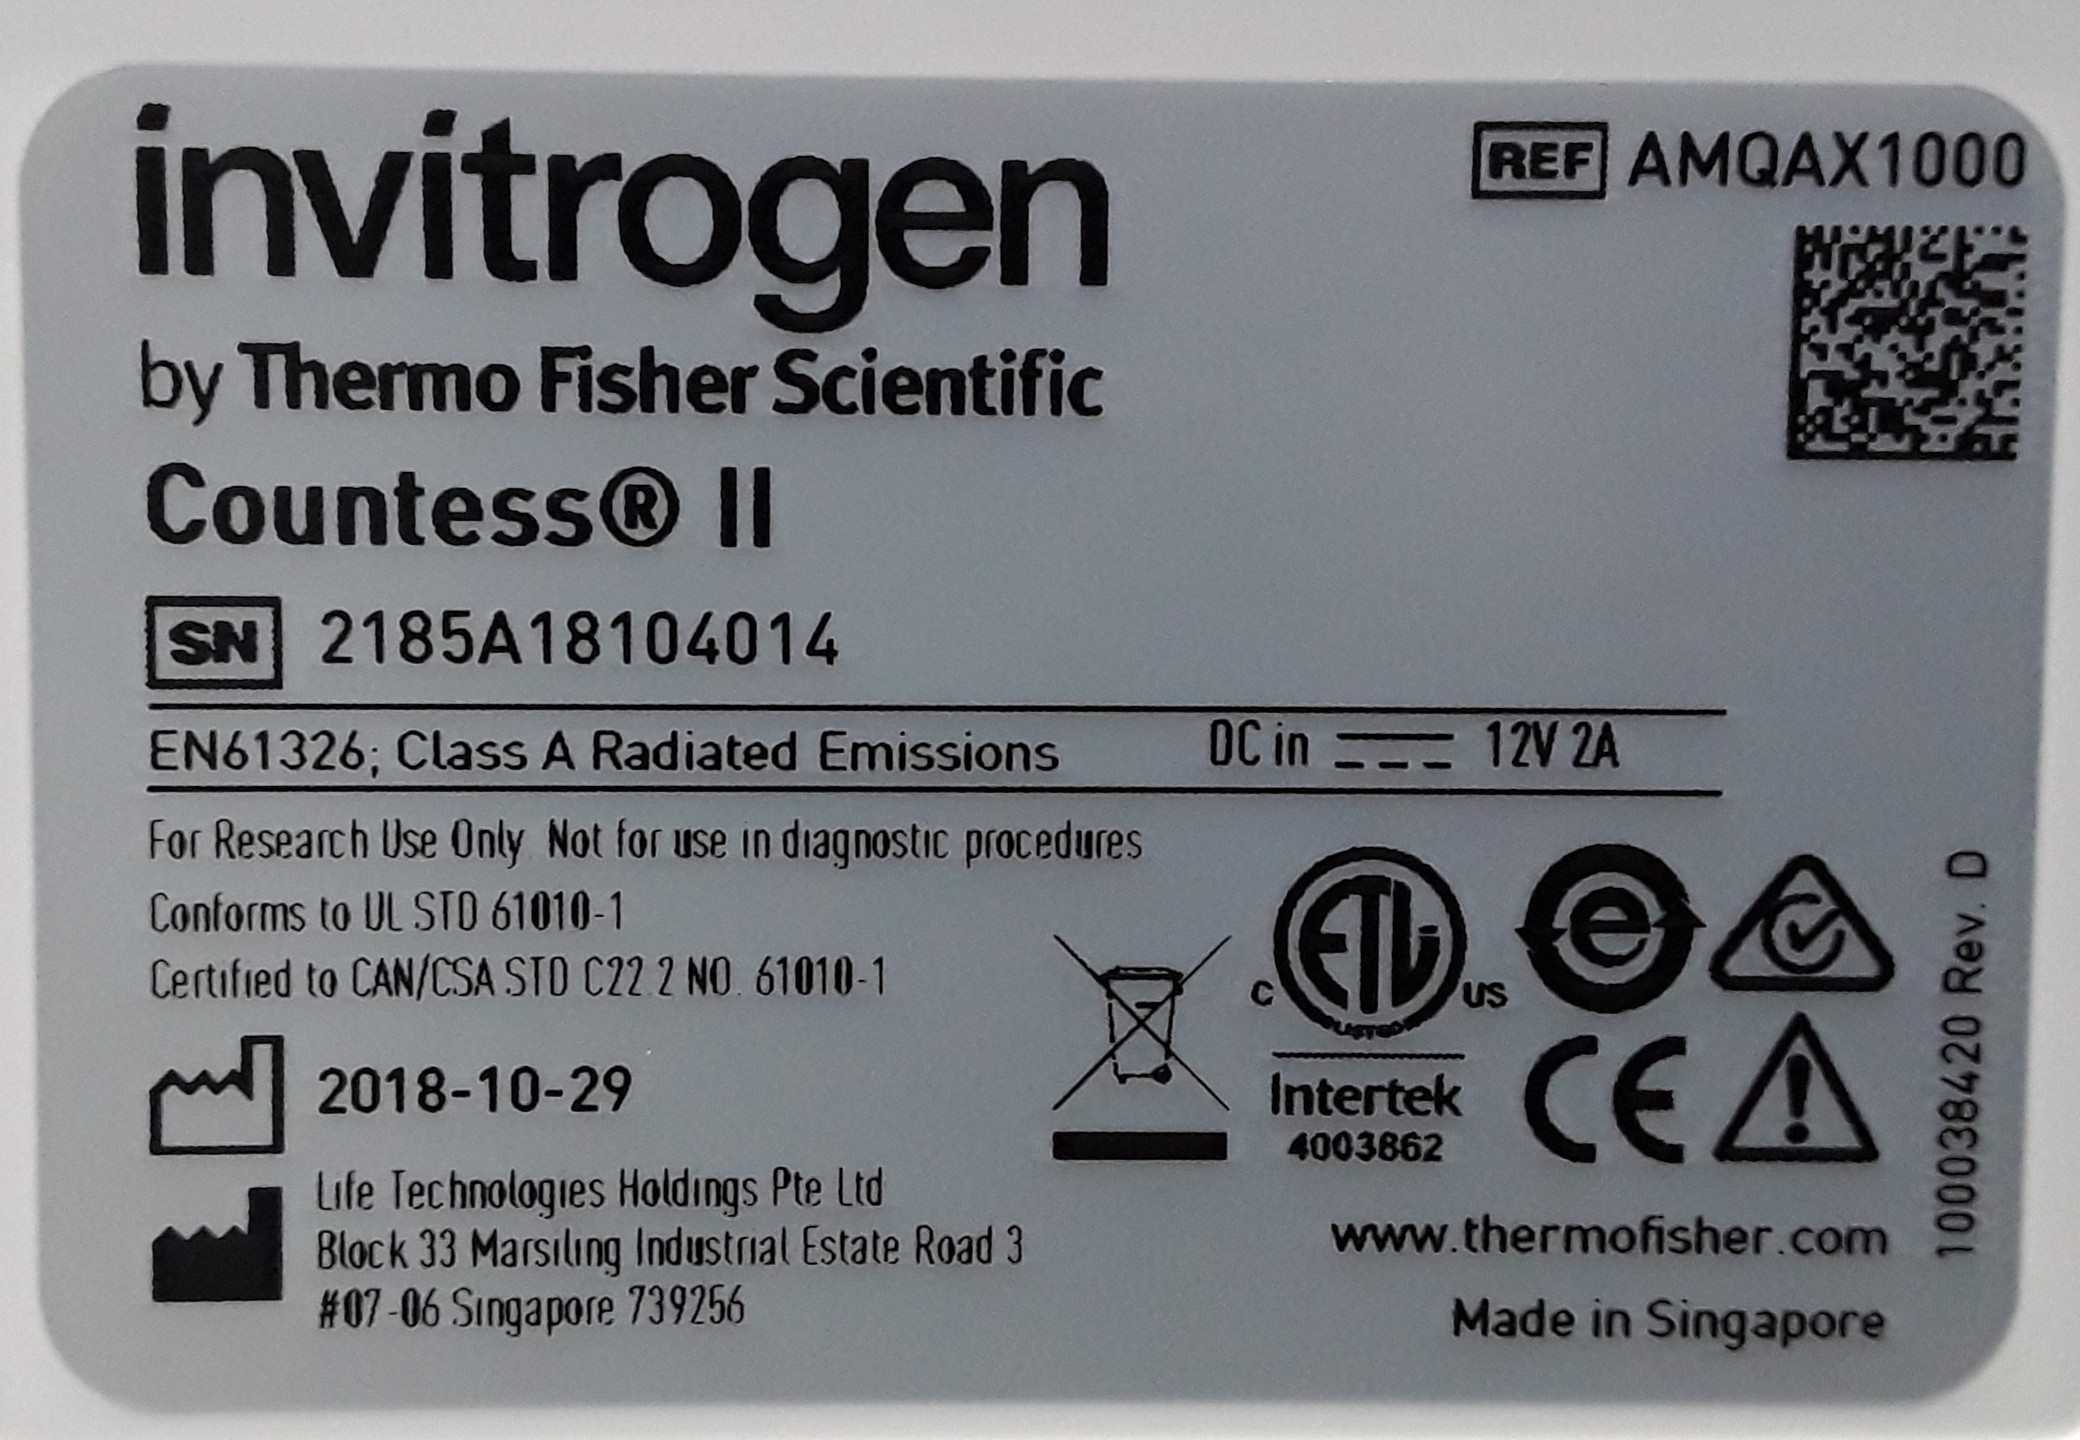 invitrogen
by Thermo Fisher Scientific
Countess® II
SN 2185A18104014
REF AMQAX1000
EN61326; Class A Radiated Emissions
DC in 12V 2A
For Research Use Only. Not for use in diagnostic procedures
Conforms to UL STD 61010-1
Certified to CAN/CSA STD C22.2 NO. 61010-1
2018-10-29
Life Technologies Holdings Pte Ltd
Block 33 Marsiling Industrial Estate Road 3
#07-06 Singapore 739256
c ETL us
LISTED
Intertek
4003862
e
CE
www.thermofisher.com
Made in Singapore
100038420 Rev. D